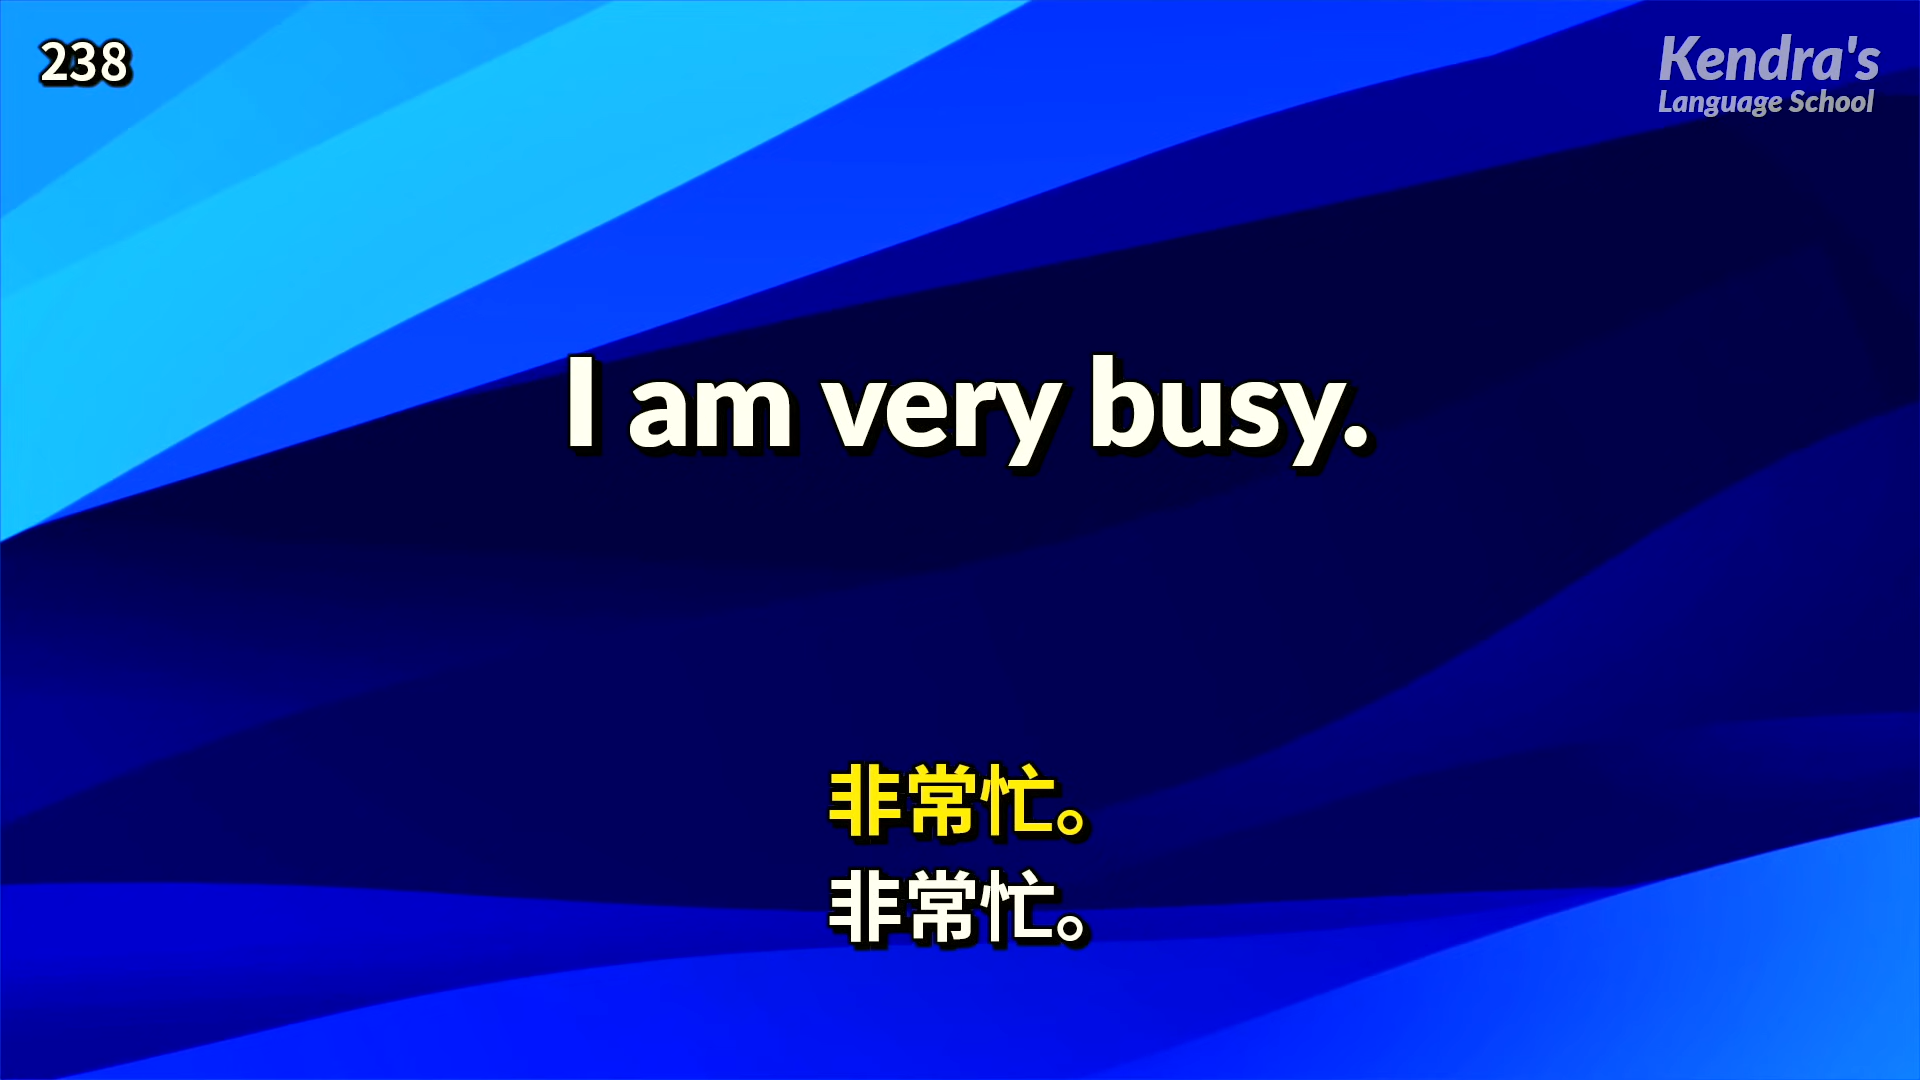 238
Kendra's
Language School
I am very busy.
非常忙。
非常忙。